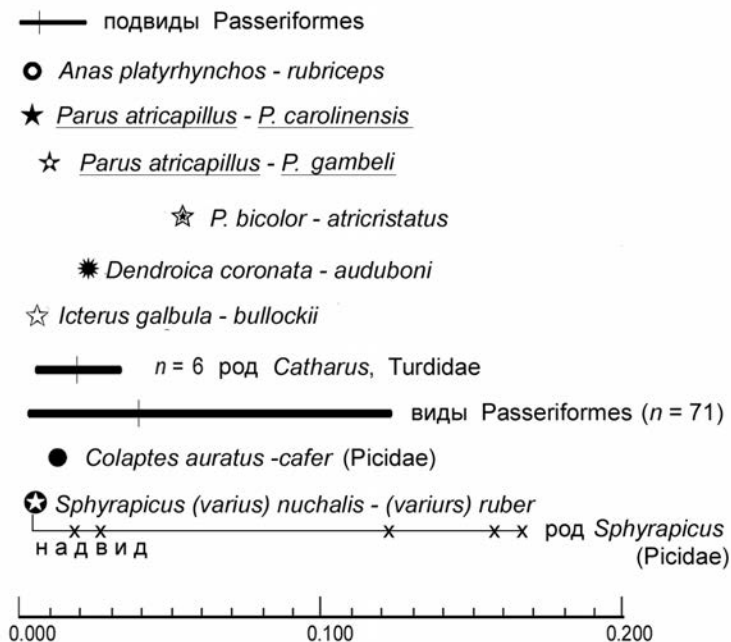 подвиды Passeriformes
Anas platyrhynchos - rubriceps
Parus atricapillus - P. carolinensis
Parus atricapillus - P. gambeli
P. bicolor - atricristatus
Dendroica coronata - auduboni
Icterus galbula - bullockii
n = 6 род Catharus, Turdidae
виды Passeriformes (n = 71)
Colaptes auratus -cafer (Picidae)
Sphyrapicus (varius) nuchalis - (variurs) ruber
x x x x x род Sphyrapicus
надвид (Picidae)
0.000 0.100 0.200